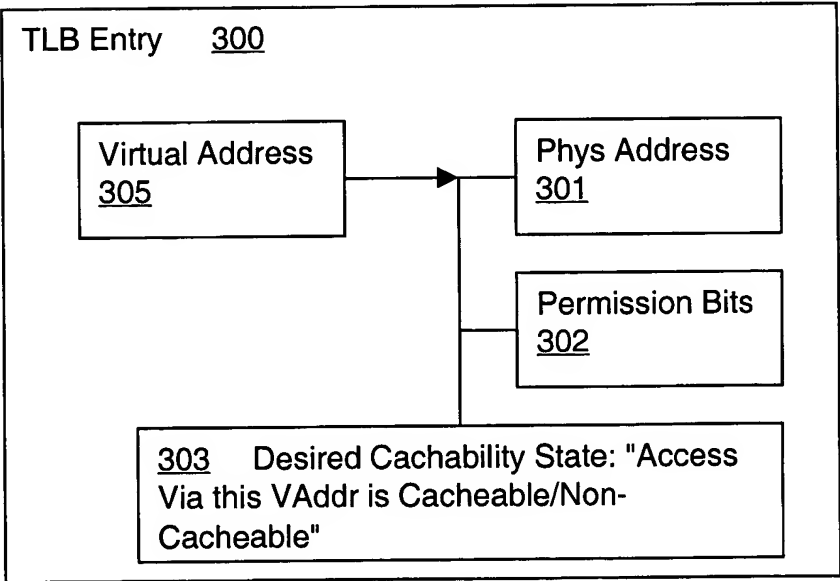 TLB Entry 300
Virtual Address
305
Phys Address
301
Permission Bits
302
303 Desired Cachability State: "Access
Via this VAddr is Cacheable/Non-
Cacheable"